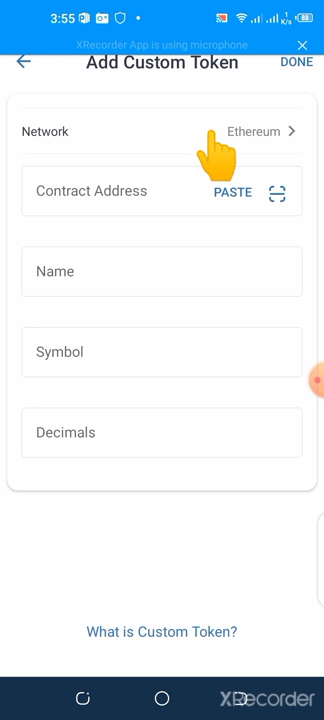 3:55
1 K/s
XRecorder App is using microphone
Add Custom Token DONE
Network Ethereum
Contract Address PASTE
Name
Symbol
Decimals
What is Custom Token?
XRecorder